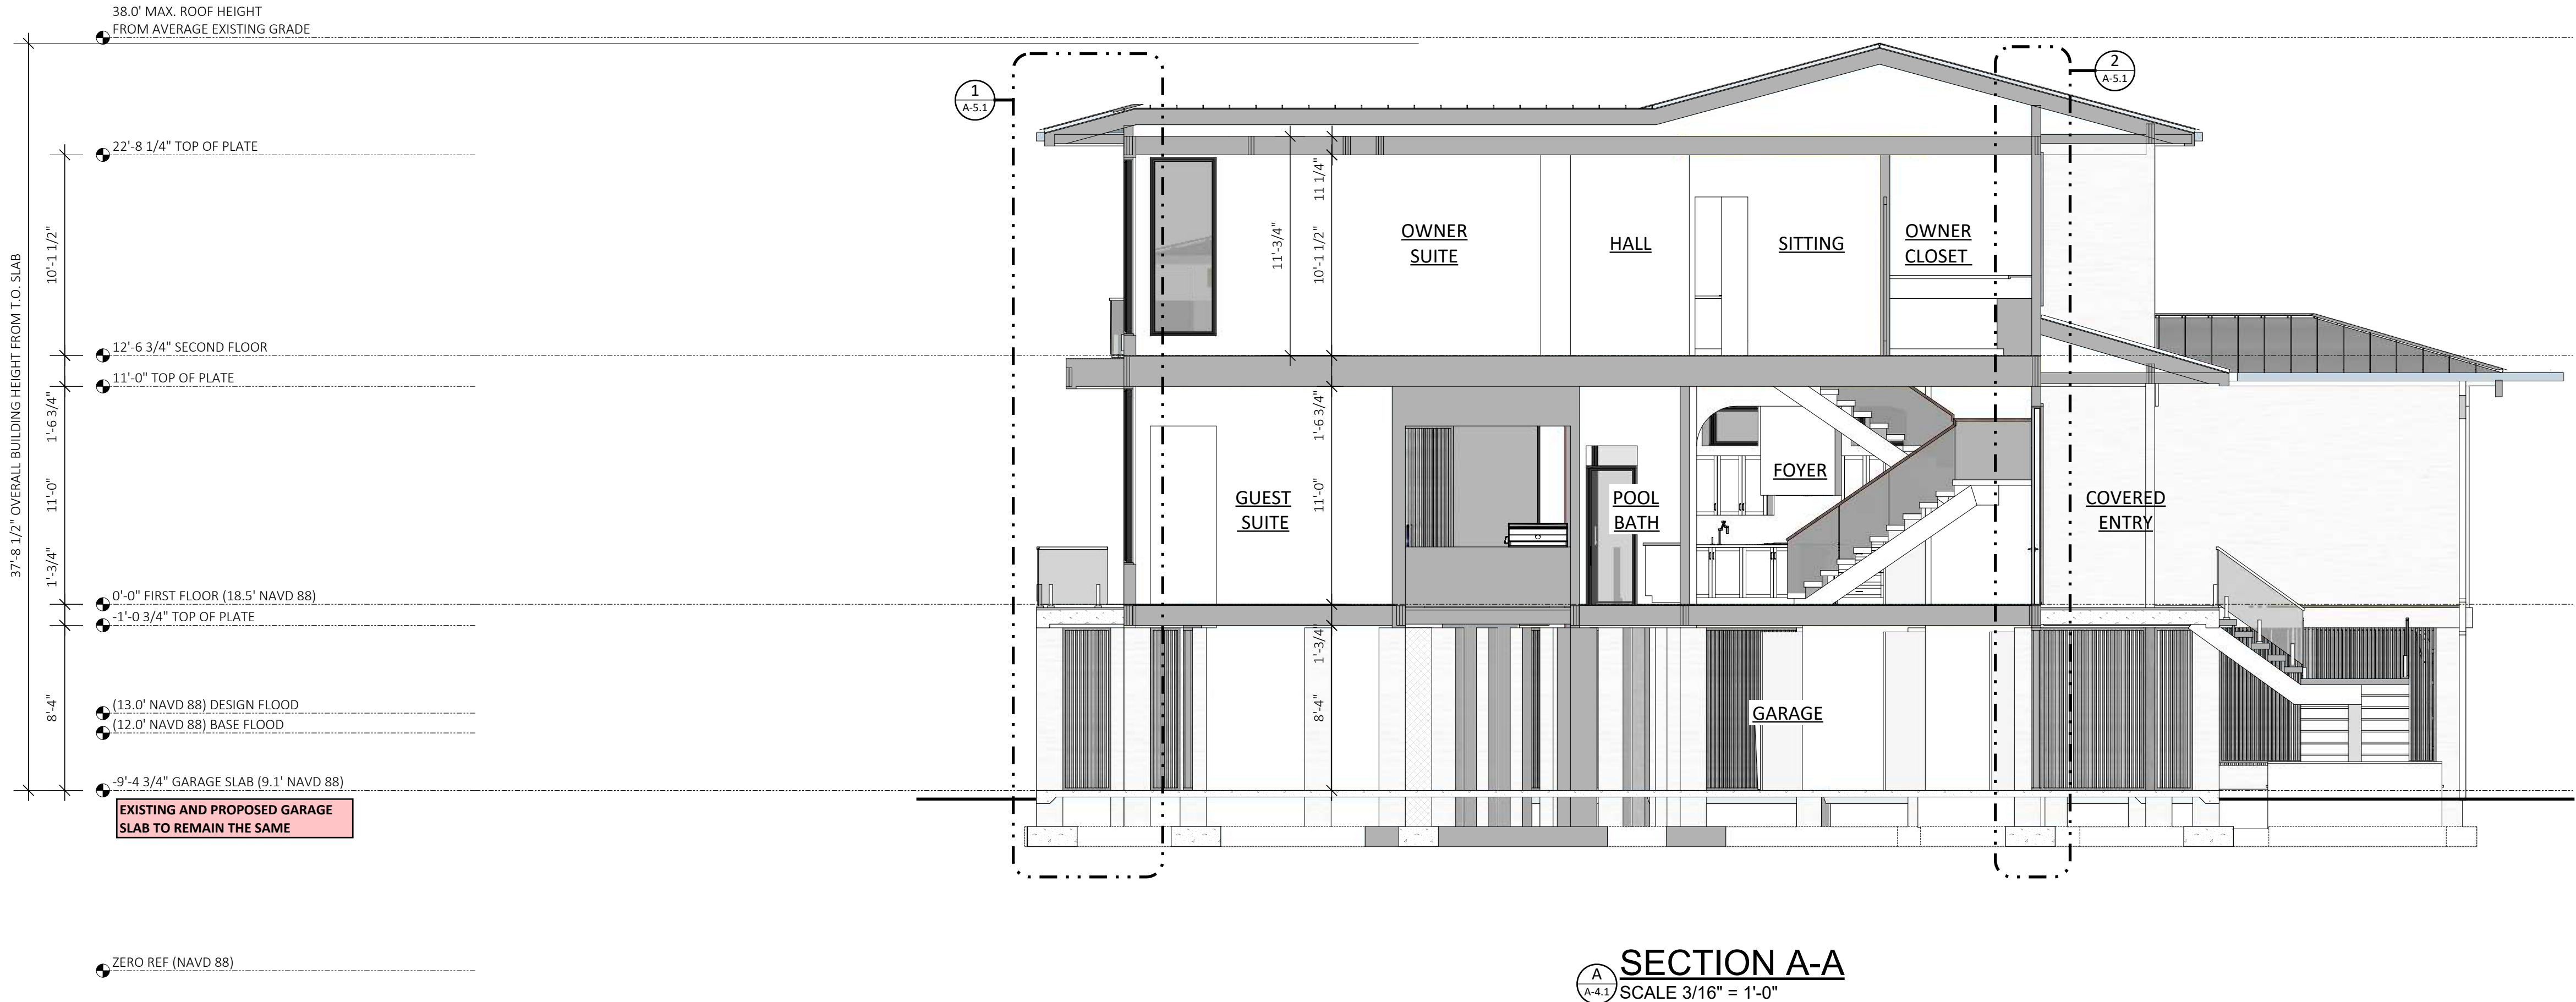 38.0' MAX. ROOF HEIGHT
FROM AVERAGE EXISTING GRADE
1
A-5.1
2
A-5.1
22'-8 1/4" TOP OF PLATE
12'-6 3/4" SECOND FLOOR
11'-0" TOP OF PLATE
0'-0" FIRST FLOOR (18.5' NAVD 88)
-1'-0 3/4" TOP OF PLATE
(13.0' NAVD 88) DESIGN FLOOD
(12.0' NAVD 88) BASE FLOOD
-9'-4 3/4" GARAGE SLAB (9.1' NAVD 88)
EXISTING AND PROPOSED GARAGE
SLAB TO REMAIN THE SAME
ZERO REF (NAVD 88)
37'-8 1/2" OVERALL BUILDING HEIGHT FROM T.O. SLAB
10'-1 1/2"
1'-6 3/4"
11'-0"
1'-3/4"
8'-4"
11'-3/4"
11 1/4"
10'-1 1/2"
1'-6 3/4"
11'-0"
1'-3/4"
8'-4"
OWNER
SUITE
HALL
SITTING
OWNER
CLOSET
GUEST
SUITE
POOL
BATH
FOYER
COVERED
ENTRY
GARAGE
A
A-4.1
SECTION A-A
SCALE 3/16" = 1'-0"